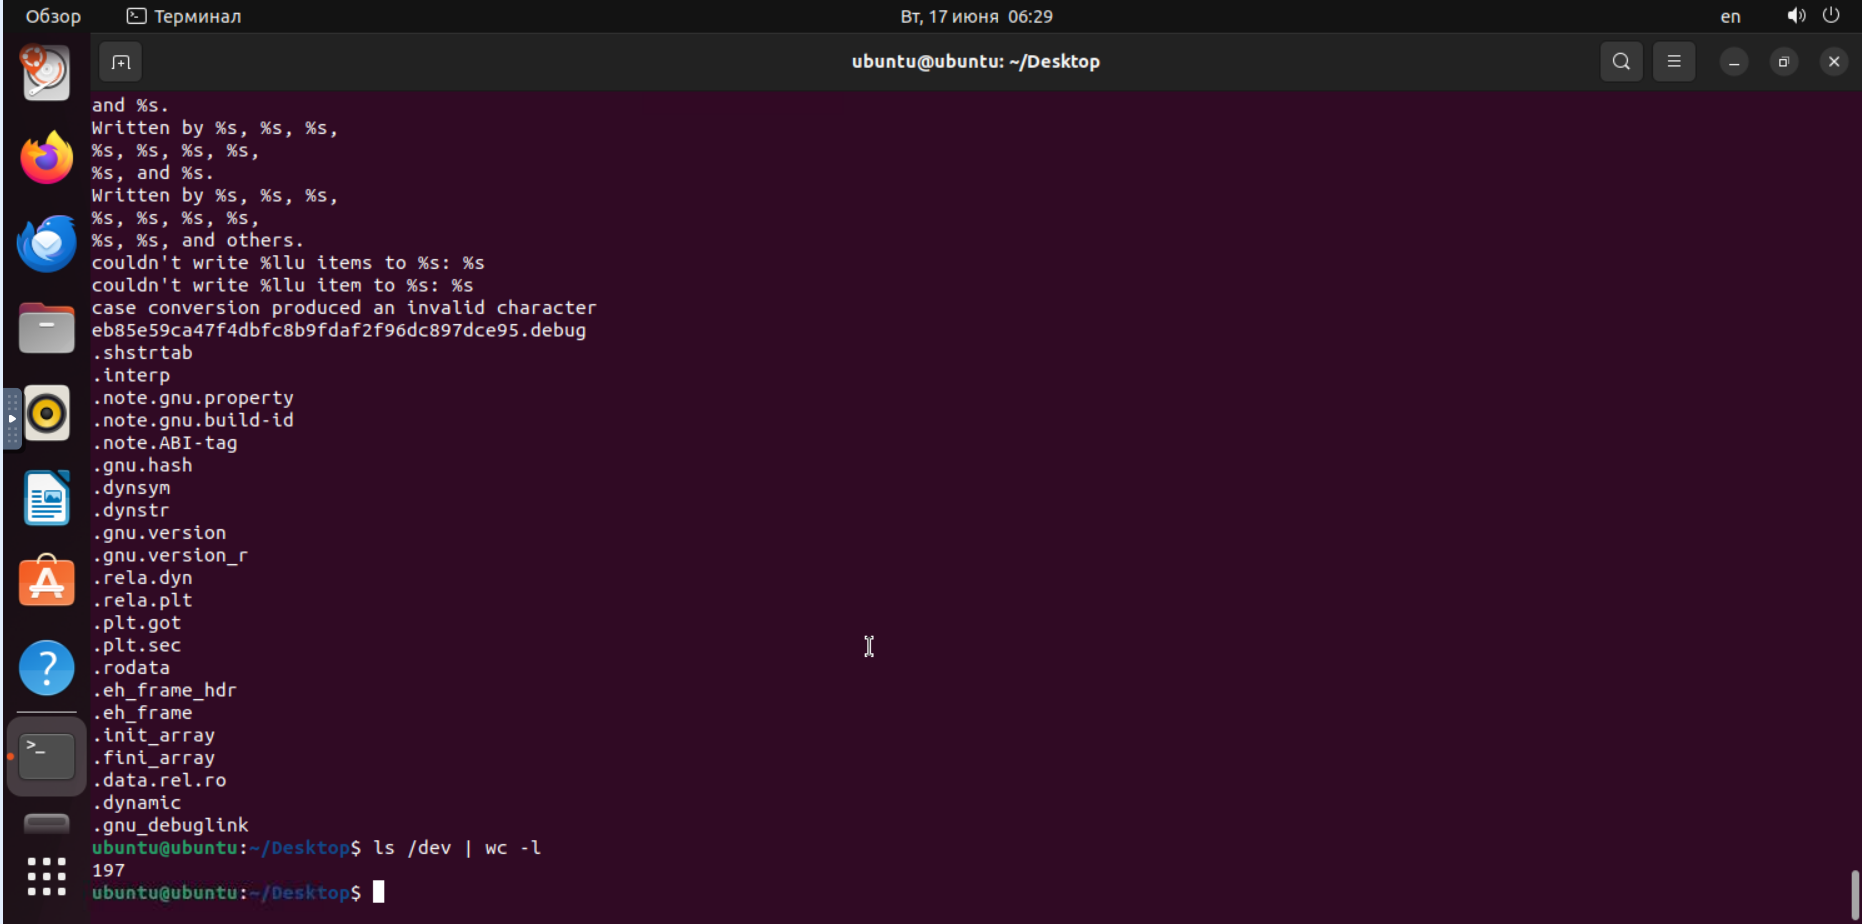 Обзор
Терминал
Вт, 17 июня 06:29
en
ubuntu@ubuntu: ~/Desktop
and %s.
Written by %s, %s, %s,
%s, %s, %s, %s,
%s, and %s.
Written by %s, %s, %s,
%s, %s, %s, %s,
%s, %s, and others.
couldn't write %llu items to %s: %s
couldn't write %llu item to %s: %s
case conversion produced an invalid character
eb85e59ca47f4dbfc8b9fdaf2f96dc897dce95.debug
.shstrtab
.interp
.note.gnu.property
.note.gnu.build-id
.note.ABI-tag
.gnu.hash
.dynsym
.dynstr
.gnu.version
.gnu.version_r
.rela.dyn
.rela.plt
.plt.got
.plt.sec
.rodata
.eh_frame_hdr
.eh_frame
.init_array
.fini_array
.data.rel.ro
.dynamic
.gnu_debuglink
ubuntu@ubuntu:~/Desktop$ ls /dev | wc -l
197
ubuntu@ubuntu:~/Desktop$